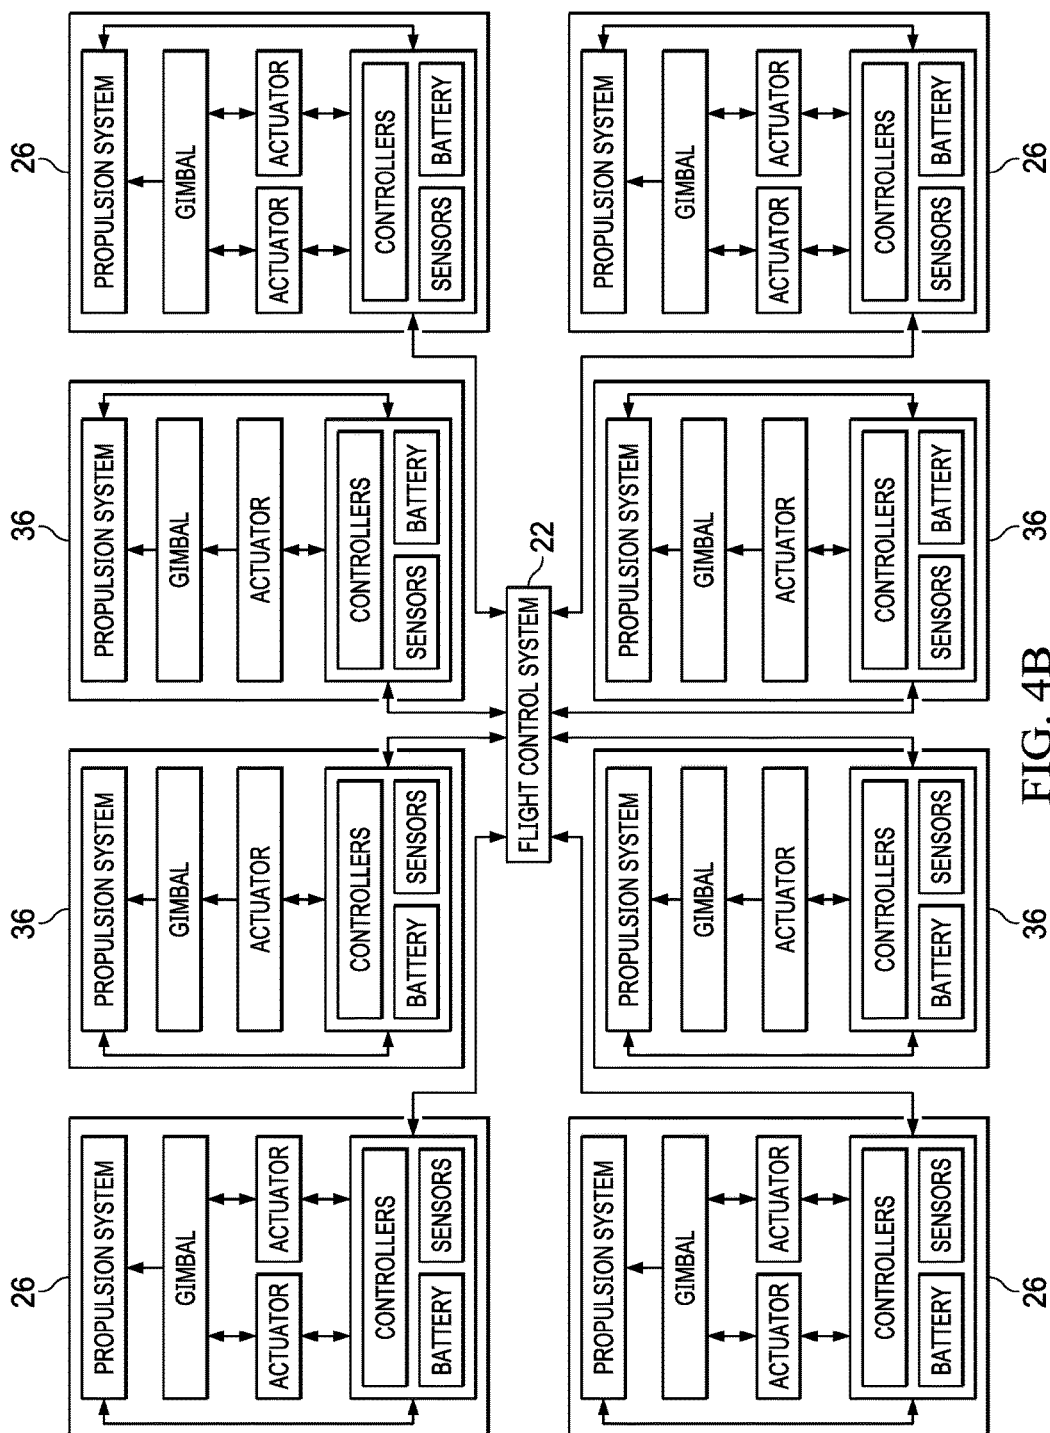 26
PROPULSION SYSTEM
GIMBAL
ACTUATOR
ACTUATOR
CONTROLLERS
BATTERY
SENSORS
36
PROPULSION SYSTEM
GIMBAL
ACTUATOR
CONTROLLERS
BATTERY
SENSORS
36
PROPULSION SYSTEM
GIMBAL
ACTUATOR
CONTROLLERS
SENSORS
BATTERY
26
PROPULSION SYSTEM
GIMBAL
ACTUATOR
ACTUATOR
CONTROLLERS
SENSORS
BATTERY
FLIGHT CONTROL SYSTEM
22
PROPULSION SYSTEM
GIMBAL
ACTUATOR
ACTUATOR
CONTROLLERS
BATTERY
SENSORS
26
PROPULSION SYSTEM
GIMBAL
ACTUATOR
CONTROLLERS
BATTERY
SENSORS
36
PROPULSION SYSTEM
GIMBAL
ACTUATOR
CONTROLLERS
SENSORS
BATTERY
36
PROPULSION SYSTEM
GIMBAL
ACTUATOR
ACTUATOR
CONTROLLERS
SENSORS
BATTERY
26
FIG. 4B